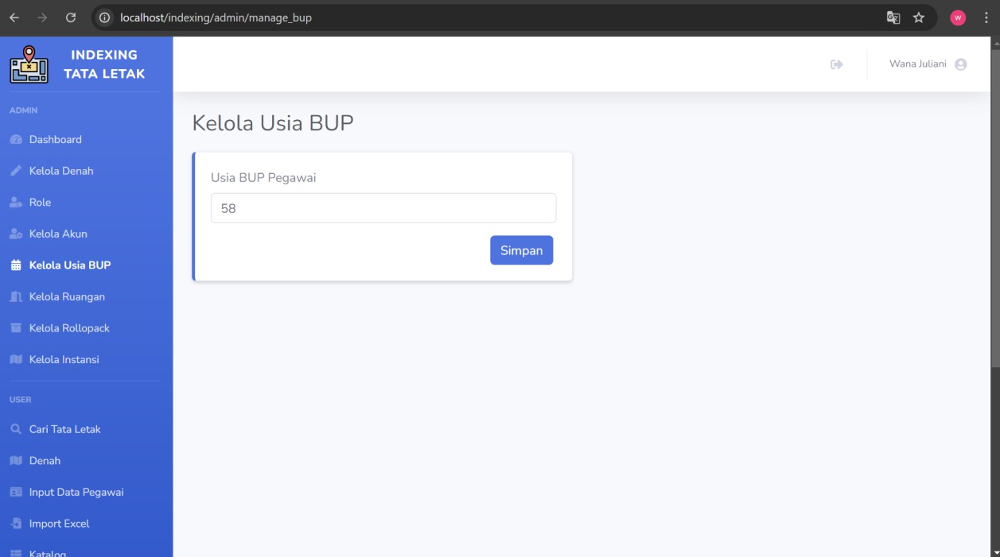 localhost/indexing/admin/manage_bup
W
INDEXING
TATA LETAK
Wana Juliani
ADMIN
Dashboard
Kelola Denah
Role
Kelola Akun
Kelola Usia BUP
Kelola Ruangan
Kelola Rollopack
Kelola Instansi
USER
Cari Tata Letak
Denah
Input Data Pegawai
Import Excel
Katalog
Kelola Usia BUP
Usia BUP Pegawai
58
Simpan